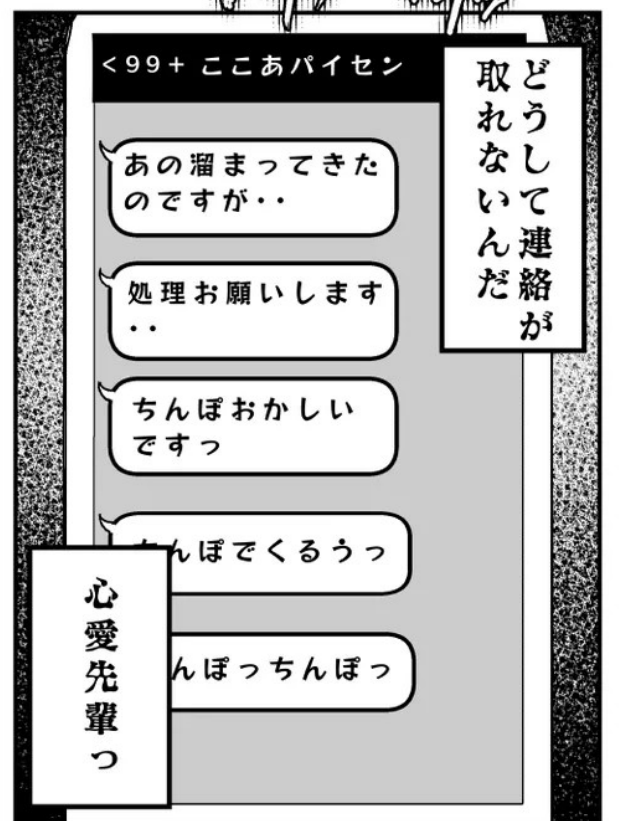 <99+ ここあパイセン
どうして連絡が
取れないんだ
あの溜まってきた
のですが・・
処理お願いします
・・
ちんぽおかしい
ですっ
んぽでくるうっ
んぽっちんぽっ
心愛先輩っ